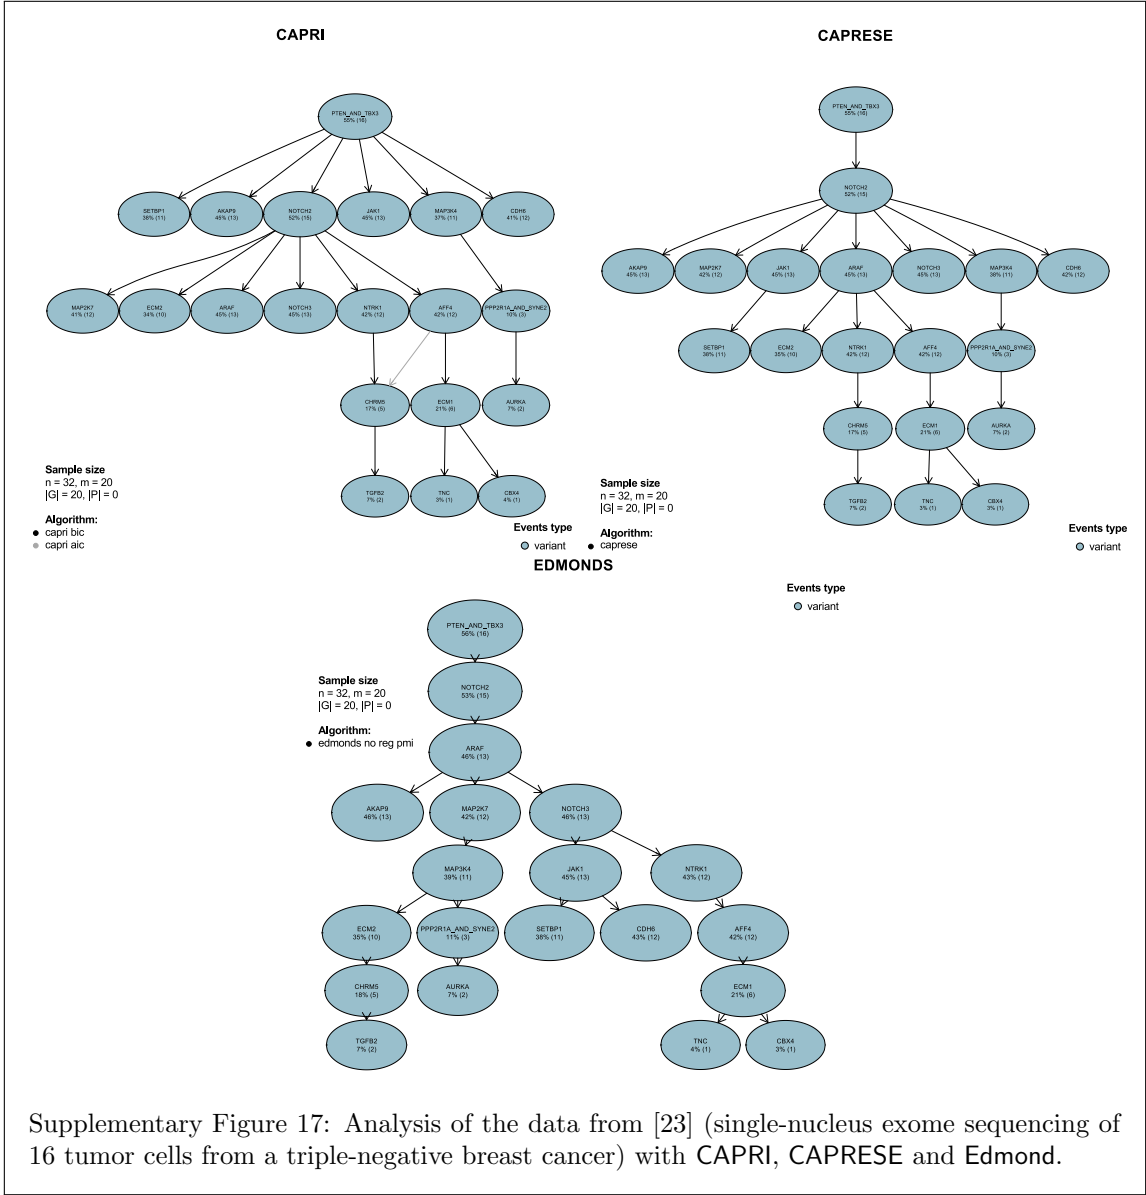 CAPRI
PTEN_AND_TBX3
55% (16)
SETBP1
38% (11)
AKAP9
45% (13)
NOTCH2
52% (15)
JAK1
45% (13)
MAP3K4
37% (11)
CDH6
41% (12)
MAP2K7
41% (12)
ECM2
34% (10)
ARAF
45% (13)
NOTCH3
45% (13)
NTRK1
42% (12)
AFF4
42% (12)
PPP2R1A_AND_SYNE2
10% (3)
CHRM5
17% (5)
ECM1
21% (6)
AURKA
7% (2)
TGFB2
7% (2)
TNC
3% (1)
CBX4
4% (1)
Sample size
n = 32, m = 20
|G| = 20, |P| = 0
Algorithm:
capri bic
capri aic
Events type
variant
CAPRESE
PTEN_AND_TBX3
55% (16)
NOTCH2
52% (15)
AKAP9
45% (13)
MAP2K7
42% (12)
JAK1
45% (13)
ARAF
45% (13)
NOTCH3
45% (13)
MAP3K4
38% (11)
CDH6
42% (12)
SETBP1
38% (11)
ECM2
35% (10)
NTRK1
42% (12)
AFF4
42% (12)
PPP2R1A_AND_SYNE2
10% (3)
CHRM5
17% (5)
ECM1
21% (6)
AURKA
7% (2)
TGFB2
7% (2)
TNC
3% (1)
CBX4
3% (1)
Sample size
n = 32, m = 20
|G| = 20, |P| = 0
Algorithm:
caprese
Events type
variant
EDMONDS
Events type
variant
PTEN_AND_TBX3
56% (16)
NOTCH2
53% (15)
ARAF
46% (13)
AKAP9
46% (13)
MAP2K7
42% (12)
NOTCH3
46% (13)
MAP3K4
39% (11)
JAK1
45% (13)
NTRK1
43% (12)
ECM2
35% (10)
PPP2R1A_AND_SYNE2
11% (3)
SETBP1
38% (11)
CDH6
43% (12)
AFF4
42% (12)
CHRM5
18% (5)
AURKA
7% (2)
ECM1
21% (6)
TGFB2
7% (2)
TNC
4% (1)
CBX4
3% (1)
Sample size
n = 32, m = 20
|G| = 20, |P| = 0
Algorithm:
edmonds no reg pmi
Supplementary Figure 17: Analysis of the data from [23] (single-nucleus exome sequencing of
16 tumor cells from a triple-negative breast cancer) with CAPRI, CAPRESE and Edmond.